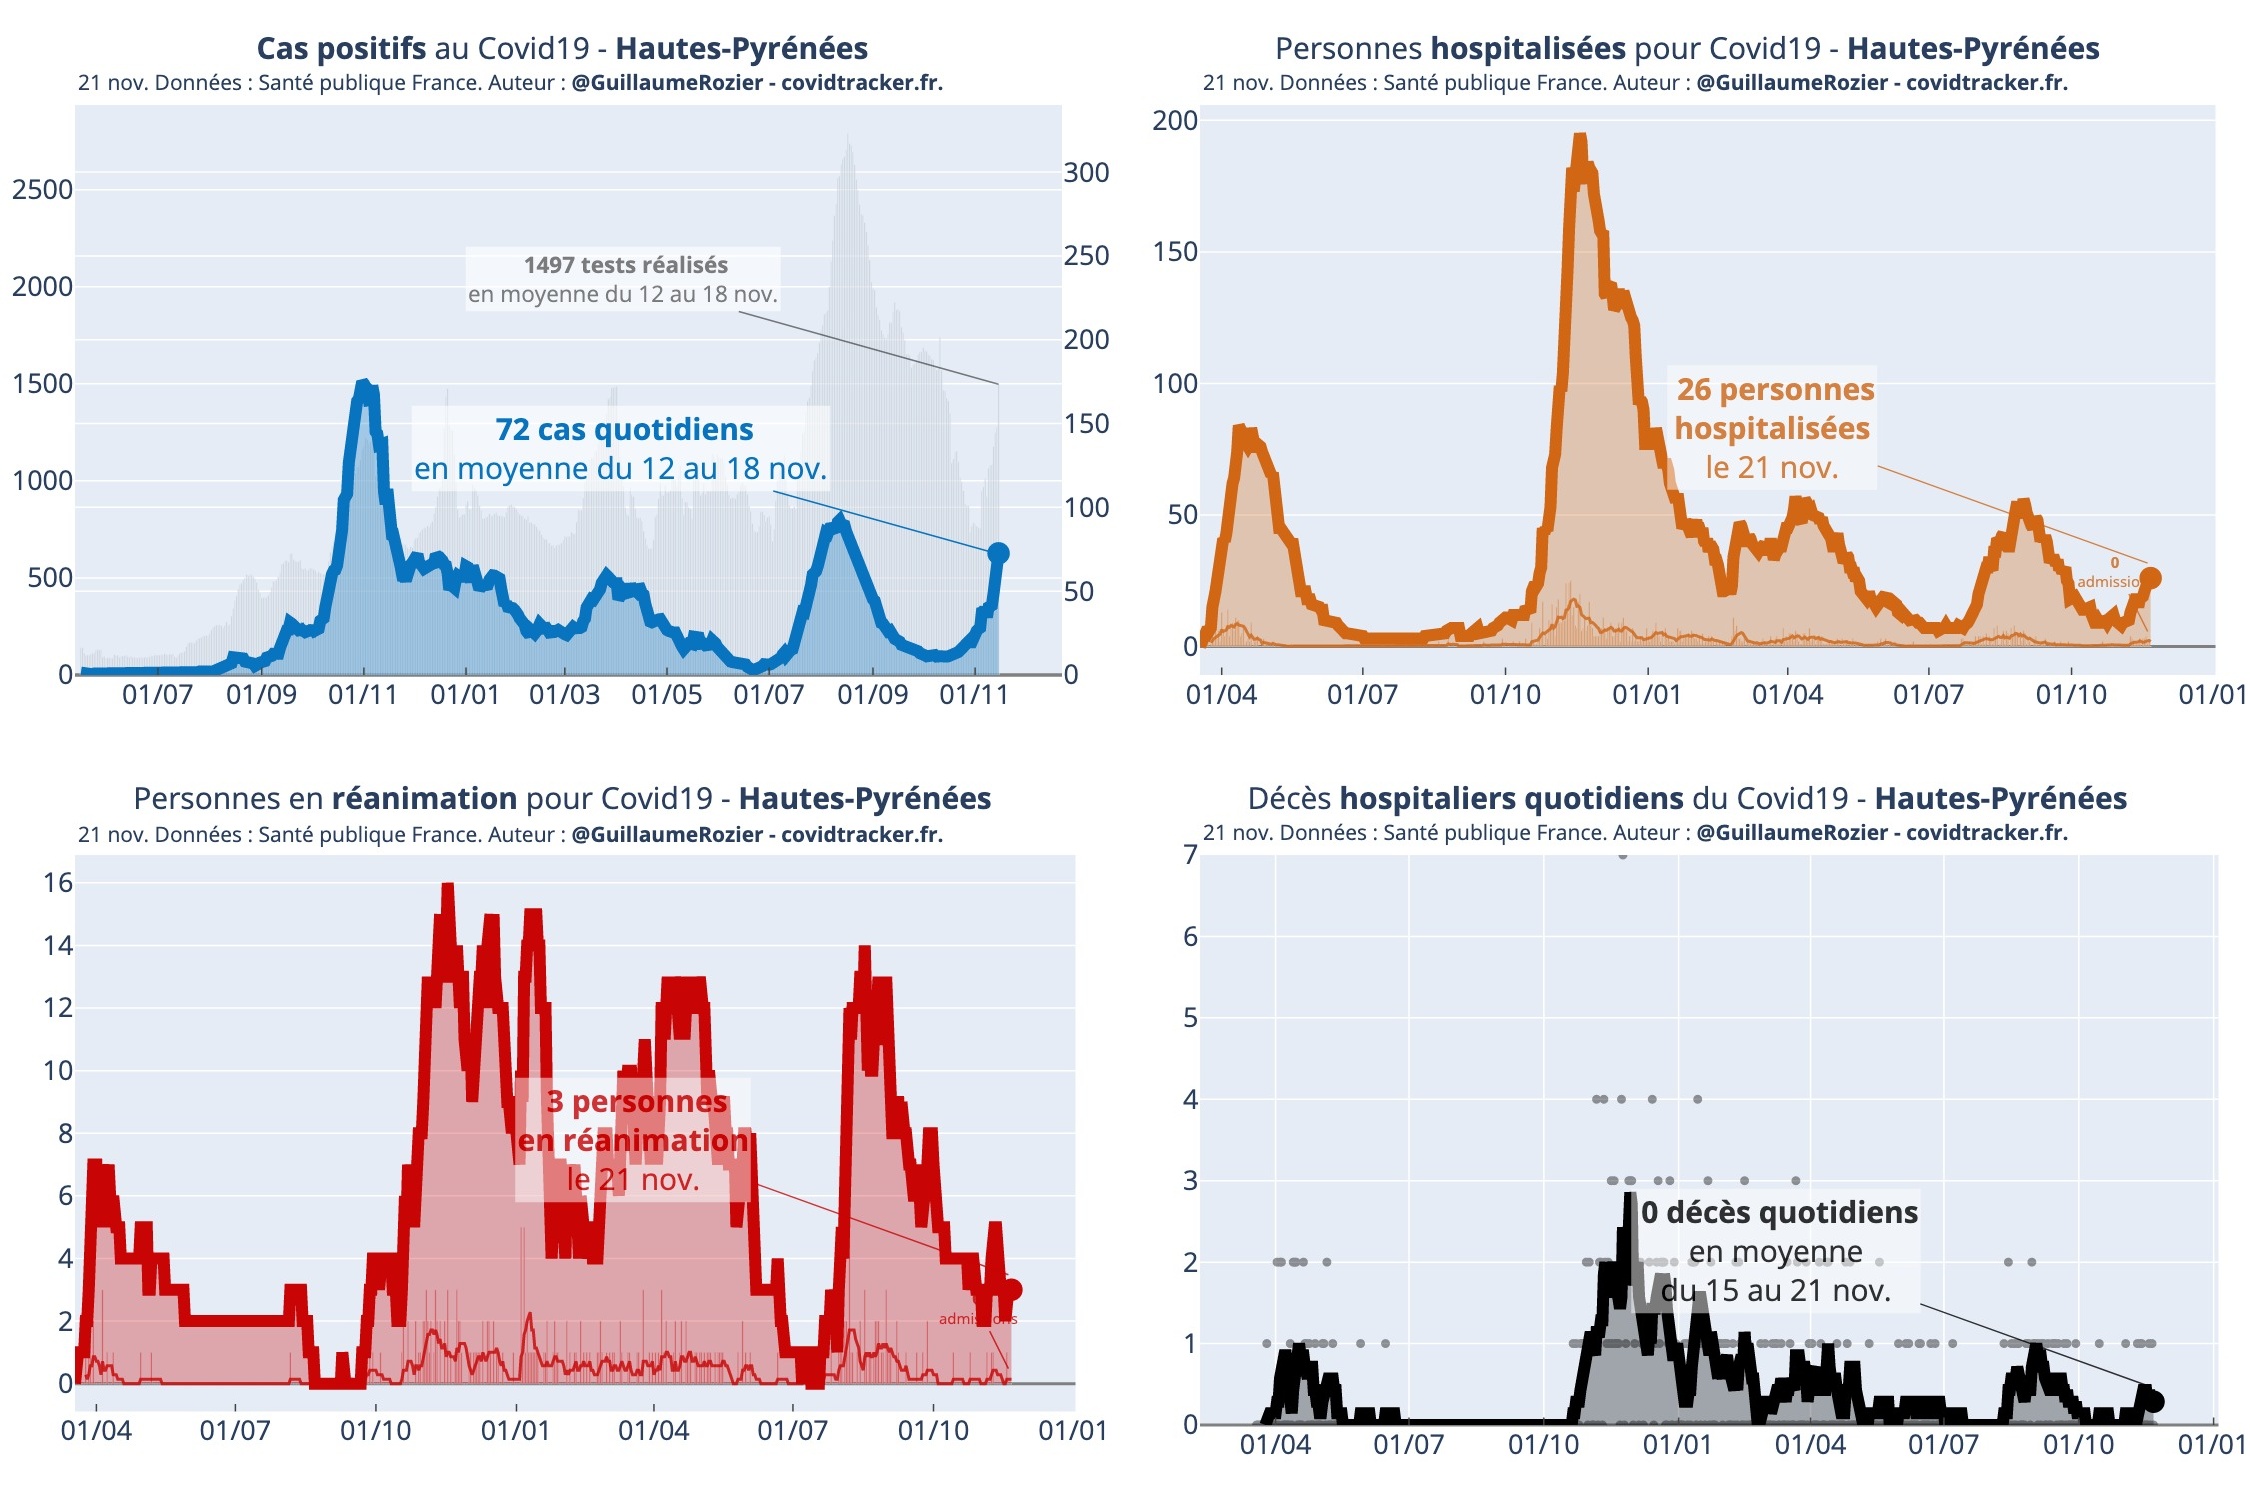 Cas positifs au Covid19 - Hautes-Pyrénées
21 nov. Données : Santé publique France. Auteur : @GuillaumeRozier - covidtracker.fr.
2500
2000
1500
1000
500
0
300
250
200
150
100
50
0
1497 tests réalisés
en moyenne du 12 au 18 nov.
72 cas quotidiens
en moyenne du 12 au 18 nov.
01/07 01/09 01/11 01/01 01/03 01/05 01/07 01/09 01/11
Personnes hospitalisées pour Covid19 - Hautes-Pyrénées
21 nov. Données : Santé publique France. Auteur : @GuillaumeRozier - covidtracker.fr.
200
150
100
50
0
26 personnes
hospitalisées
le 21 nov.
0
admissio
01/04 01/07 01/10 01/01 01/04 01/07 01/10 01/01
Personnes en réanimation pour Covid19 - Hautes-Pyrénées
21 nov. Données : Santé publique France. Auteur : @GuillaumeRozier - covidtracker.fr.
16
14
12
10
8
6
4
2
0
3 personnes
en réanimation
le 21 nov.
admissions
01/04 01/07 01/10 01/01 01/04 01/07 01/10 01/01
Décès hospitaliers quotidiens du Covid19 - Hautes-Pyrénées
21 nov. Données : Santé publique France. Auteur : @GuillaumeRozier - covidtracker.fr.
7
6
5
4
3
2
1
0
0 décès quotidiens
en moyenne
du 15 au 21 nov.
01/04 01/07 01/10 01/01 01/04 01/07 01/10 01/01